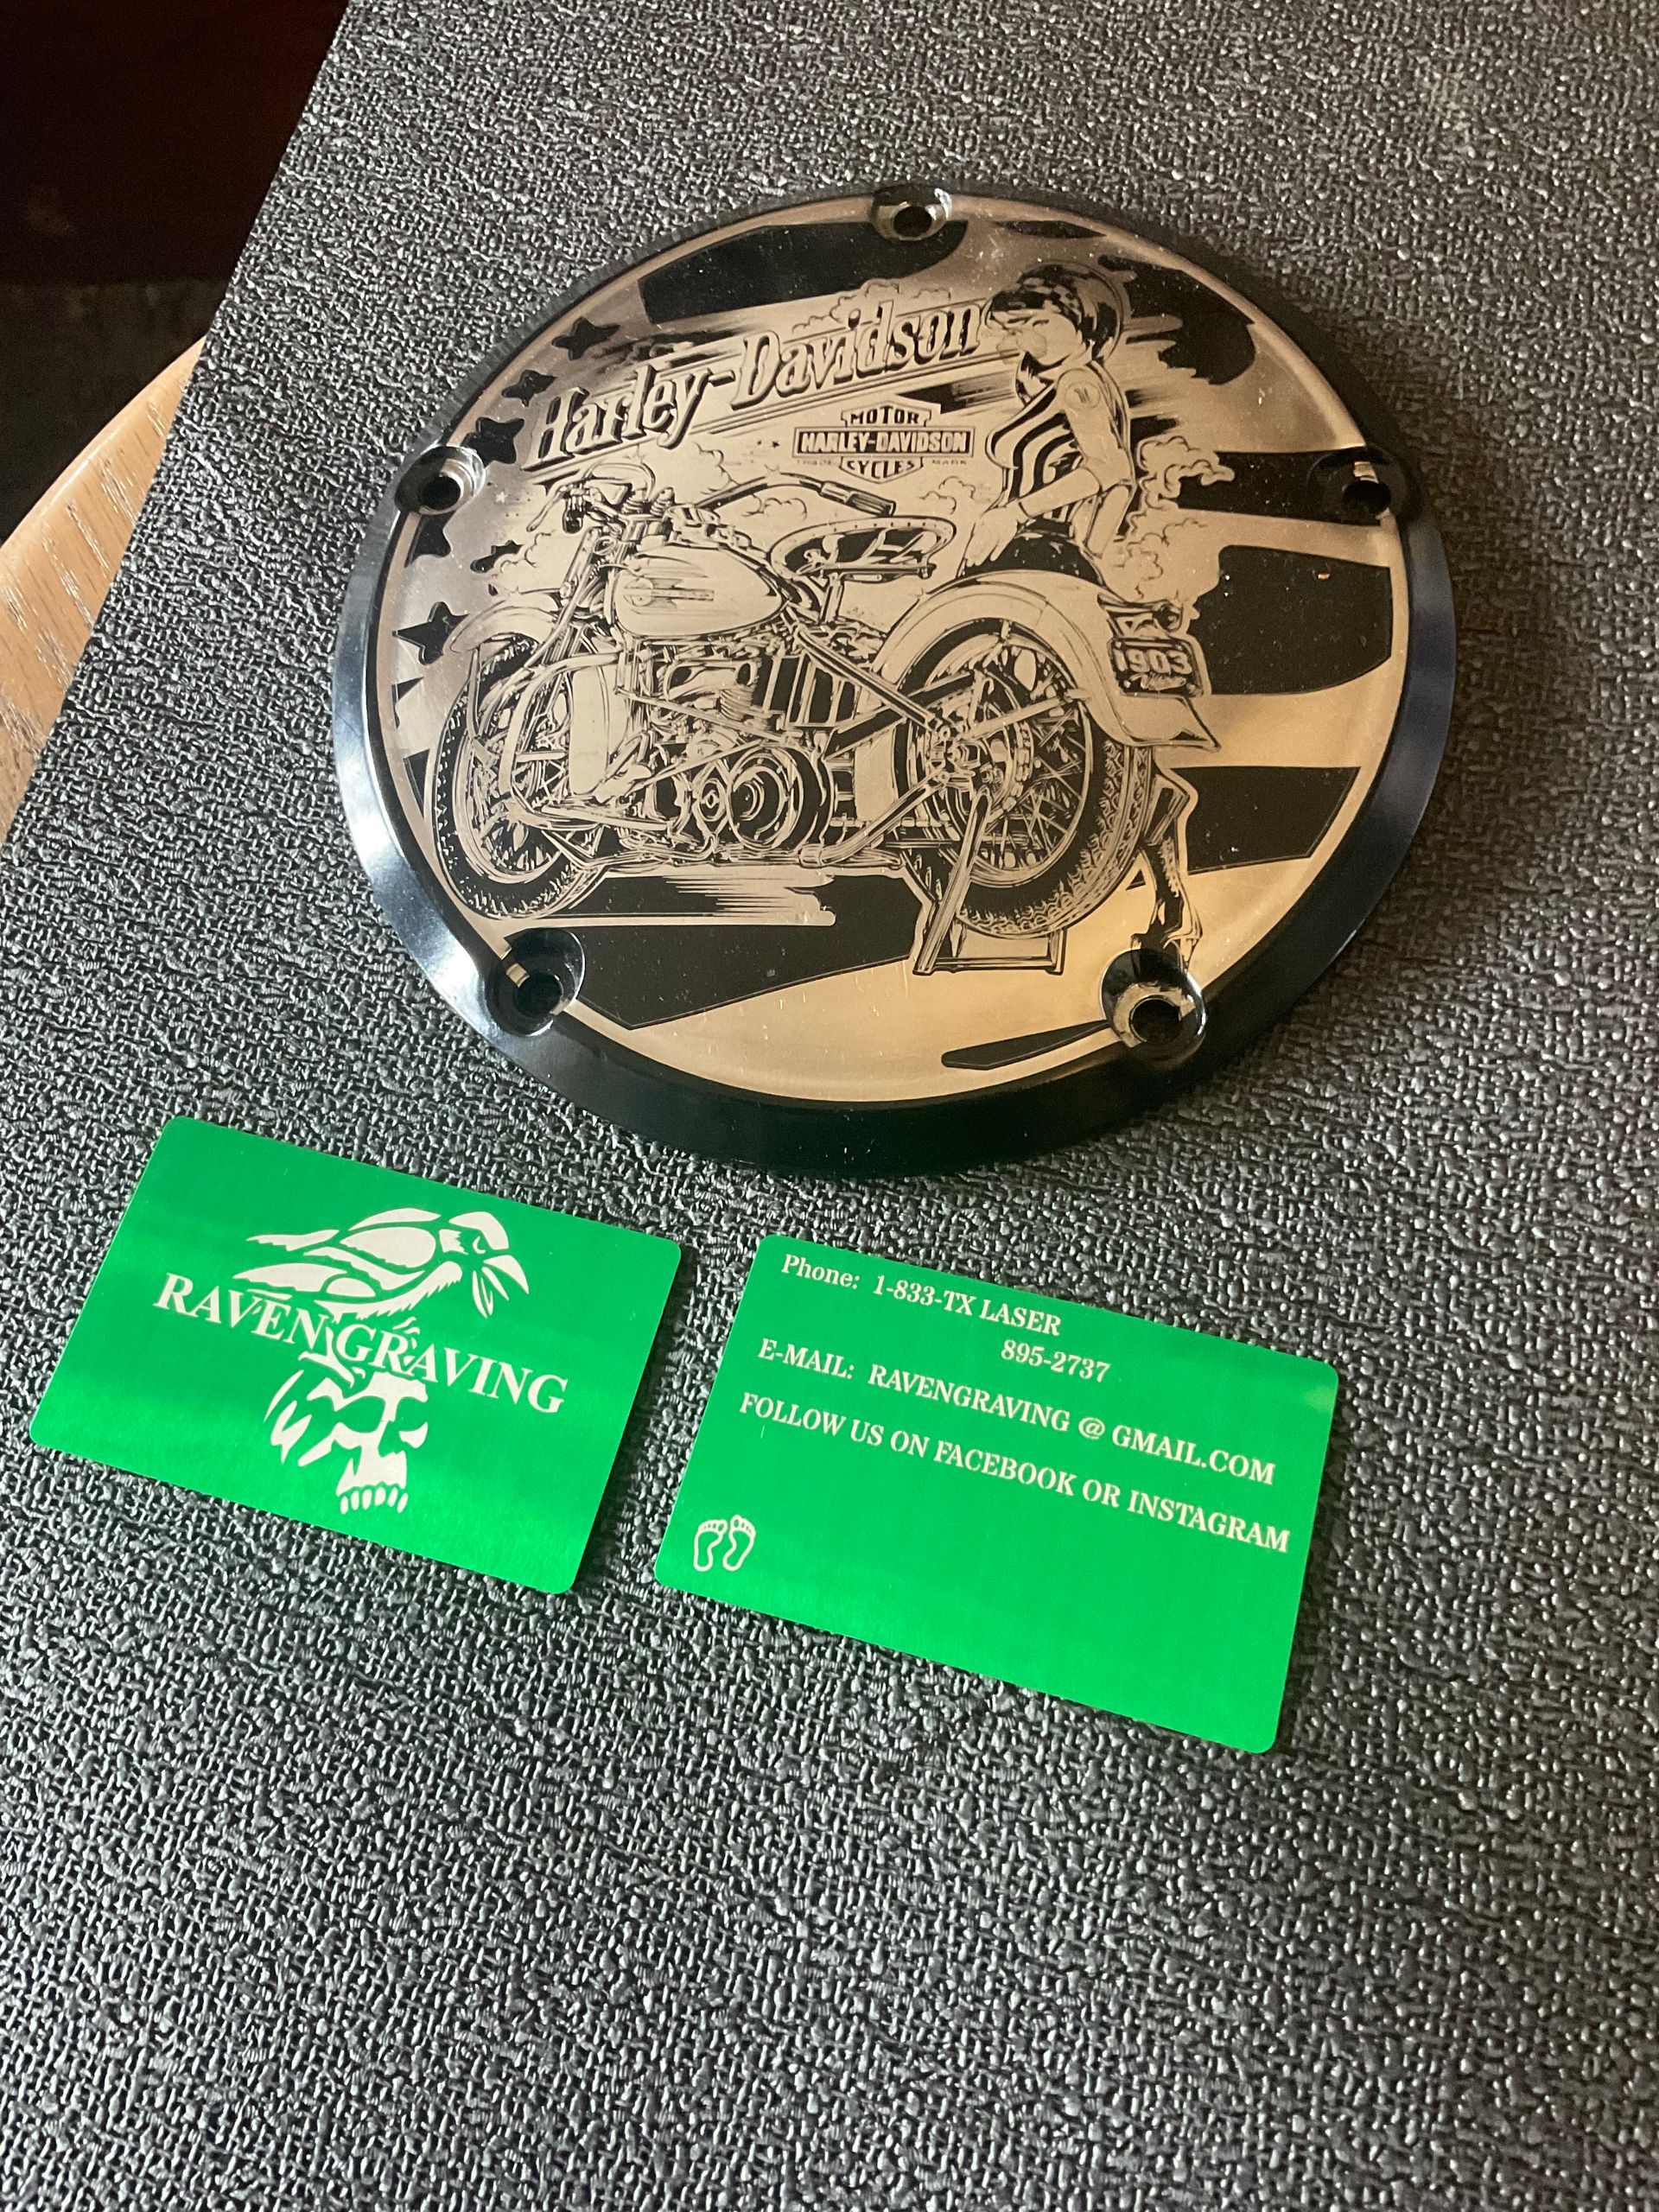 Harley-Davidson
MOTOR
HARLEY-DAVIDSON
CYCLES
TRADE MARK
1903
RAVENGRAVING
Phone: 1-833-TX LASER
895-2737
E-MAIL: RAVENGRAVING @ GMAIL.COM
FOLLOW US ON FACEBOOK OR INSTAGRAM